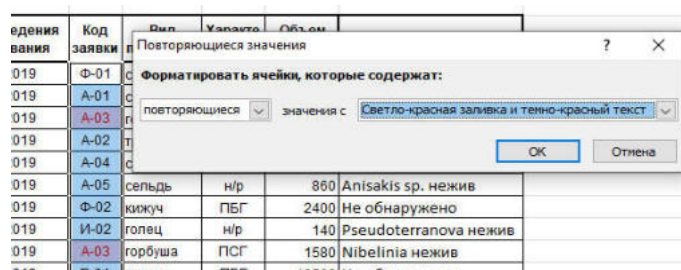 едения Код Вид Характе Объем
вания заявки
Повторяющиеся значения ? ×
019 Ф-01
Форматировать ячейки, которые содержат:
019 А-01
повторяющиеся значения с Светло-красная заливка и темно-красный текст
019 А-03
019 А-02
ОК Отмена
019 А-04
019 А-05 сельдь н/р 860 Anisakis sp. нежив
019 Ф-02 кижуч ПБГ 2400 Не обнаружено
019 И-02 голец н/р 140 Pseudoterranova нежив
019 А-03 горбуша ПСГ 1580 Nibelinia нежив